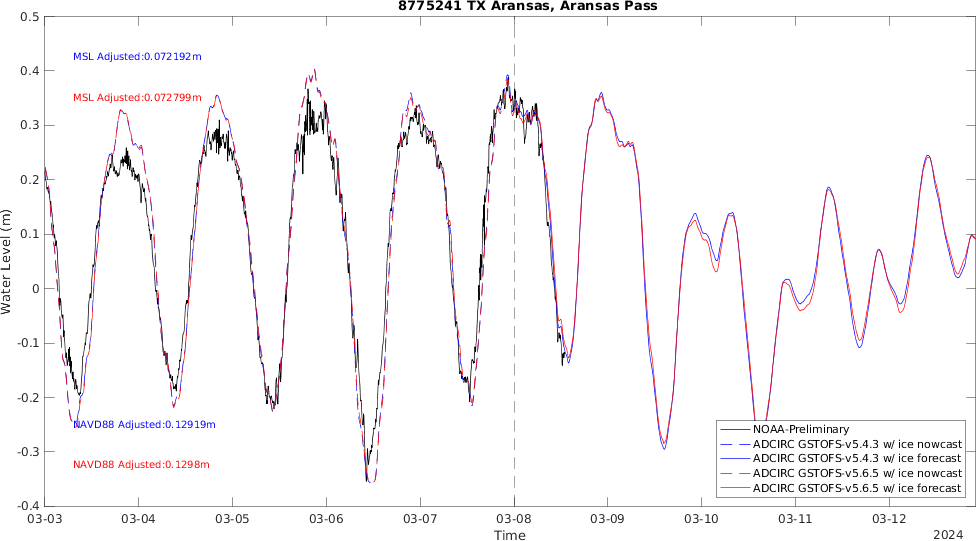 8775241 TX Aransas, Aransas Pass
0.5
0.4
0.3
0.2
0.1
0
-0.1
-0.2
-0.3
-0.4
Water Level (m)
MSL Adjusted:0.072192m
MSL Adjusted:0.072799m
NAVD88 Adjusted:0.12919m
NAVD88 Adjusted:0.1298m
NOAA-Preliminary
ADCIRC GSTOFS-v5.4.3 w/ ice nowcast
ADCIRC GSTOFS-v5.4.3 w/ ice forecast
ADCIRC GSTOFS-v5.6.5 w/ ice nowcast
ADCIRC GSTOFS-v5.6.5 w/ ice forecast
03-03 03-04 03-05 03-06 03-07 03-08 03-09 03-10 03-11 03-12
Time
2024